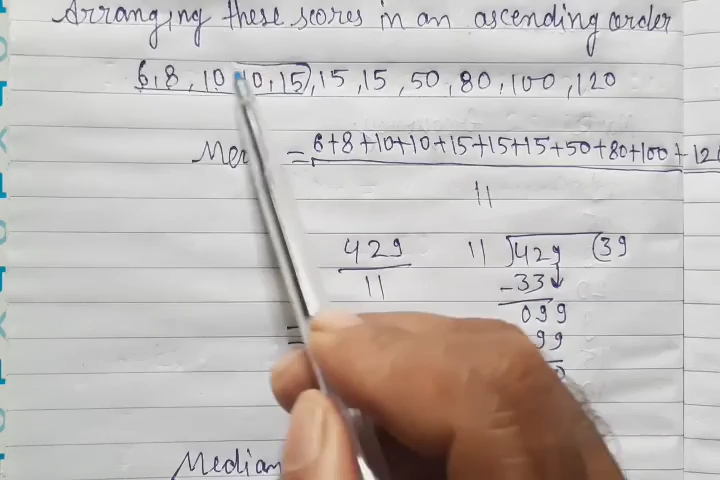 Arranging these scores in an ascending order
6, 8, 10, 10, 15, 15, 15, 50, 80, 100, 120
= 6+8+10+10+15+15+15+50+80+100+12
11
429 11 ) 429 ( 39
11 -33
099
=
99
0
Median